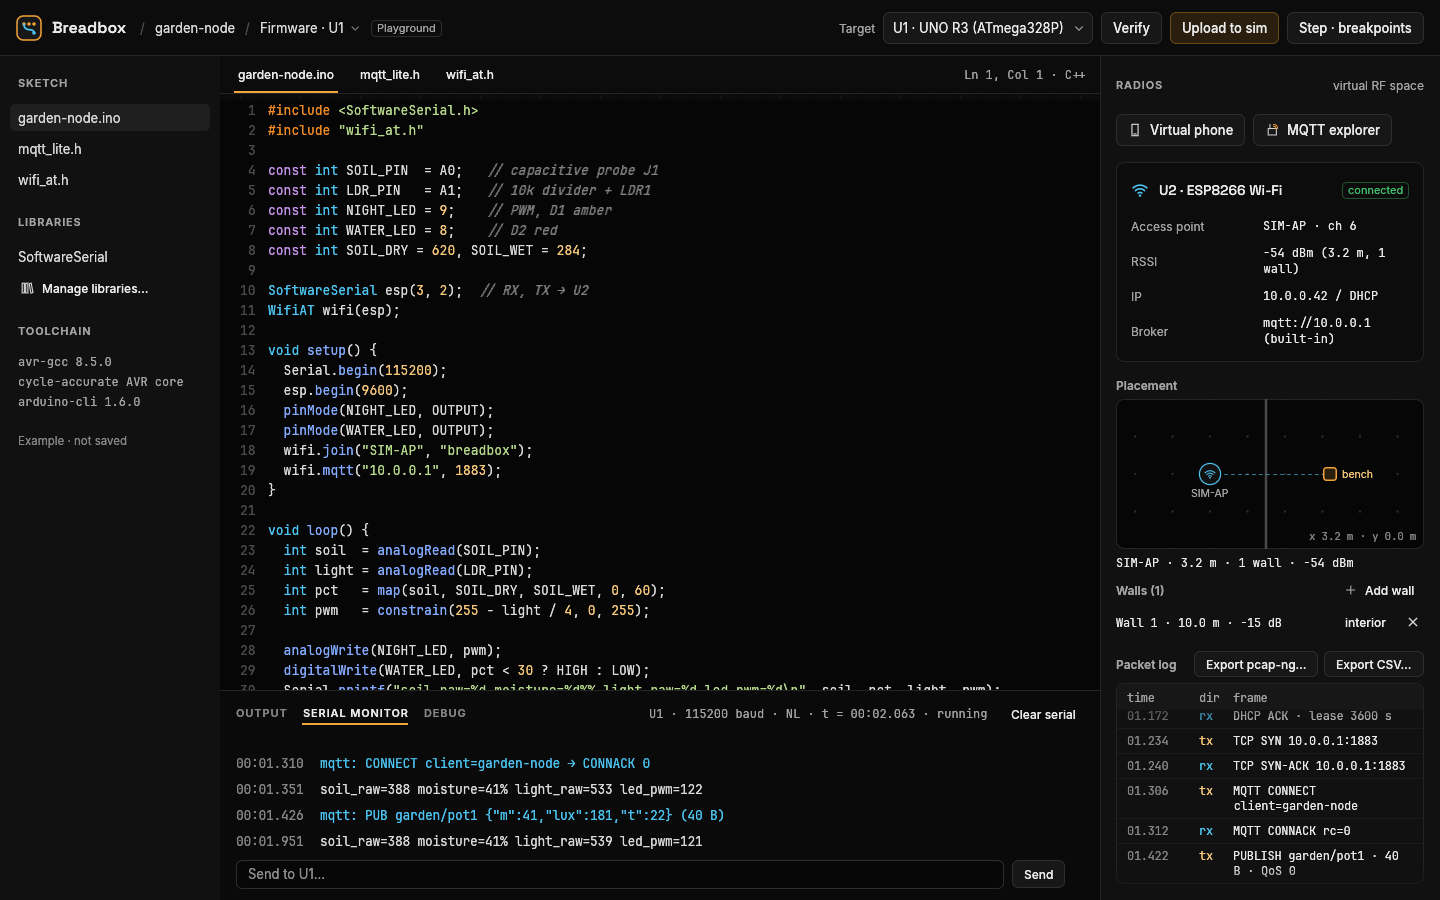 Breadbox / garden-node / Firmware · U1 Playground
Target U1 · UNO R3 (ATmega328P) Verify Upload to sim Step · breakpoints
SKETCH
garden-node.ino
mqtt_lite.h
wifi_at.h
LIBRARIES
SoftwareSerial
Manage libraries...
TOOLCHAIN
avr-gcc 8.5.0
cycle-accurate AVR core
arduino-cli 1.6.0
Example · not saved
garden-node.ino mqtt_lite.h wifi_at.h Ln 1, Col 1 · C++
1 #include <SoftwareSerial.h>
2 #include "wifi_at.h"
3
4 const int SOIL_PIN  = A0;   // capacitive probe J1
5 const int LDR_PIN   = A1;   // 10k divider + LDR1
6 const int NIGHT_LED = 9;    // PWM, D1 amber
7 const int WATER_LED = 8;    // D2 red
8 const int SOIL_DRY = 620, SOIL_WET = 284;
9
10 SoftwareSerial esp(3, 2);  // RX, TX → U2
11 WifiAT wifi(esp);
12
13 void setup() {
14   Serial.begin(115200);
15   esp.begin(9600);
16   pinMode(NIGHT_LED, OUTPUT);
17   pinMode(WATER_LED, OUTPUT);
18   wifi.join("SIM-AP", "breadbox");
19   wifi.mqtt("10.0.0.1", 1883);
20 }
21
22 void loop() {
23   int soil  = analogRead(SOIL_PIN);
24   int light = analogRead(LDR_PIN);
25   int pct   = map(soil, SOIL_DRY, SOIL_WET, 0, 60);
26   int pwm   = constrain(255 - light / 4, 0, 255);
27
28   analogWrite(NIGHT_LED, pwm);
29   digitalWrite(WATER_LED, pct < 30 ? HIGH : LOW);
30   Serial.printf("soil_raw=%d moisture=%d%% light_raw=%d led_pwm=%d\n", soil, pct, light, pwm);
OUTPUT SERIAL MONITOR DEBUG U1 · 115200 baud · NL · t = 00:02.063 · running Clear serial
00:01.310 mqtt: CONNECT client=garden-node → CONNACK 0
00:01.351 soil_raw=388 moisture=41% light_raw=533 led_pwm=122
00:01.426 mqtt: PUB garden/pot1 {"m":41,"lux":181,"t":22} (40 B)
00:01.951 soil_raw=388 moisture=41% light_raw=539 led_pwm=121
Send to U1... Send
RADIOS virtual RF space
Virtual phone MQTT explorer
U2 · ESP8266 Wi-Fi connected
Access point SIM-AP · ch 6
RSSI -54 dBm (3.2 m, 1
wall)
IP 10.0.0.42 / DHCP
Broker mqtt://10.0.0.1
(built-in)
Placement
bench
SIM-AP
x 3.2 m · y 0.0 m
SIM-AP · 3.2 m · 1 wall · -54 dBm
Walls (1) + Add wall
Wall 1 · 10.0 m · -15 dB interior ×
Packet log Export pcap-ng... Export CSV...
time dir frame
01.172 rx DHCP ACK · lease 3600 s
01.234 tx TCP SYN 10.0.0.1:1883
01.240 rx TCP SYN-ACK 10.0.0.1:1883
01.306 tx MQTT CONNECT
client=garden-node
01.312 rx MQTT CONNACK rc=0
01.422 tx PUBLISH garden/pot1 · 40
B · QoS 0